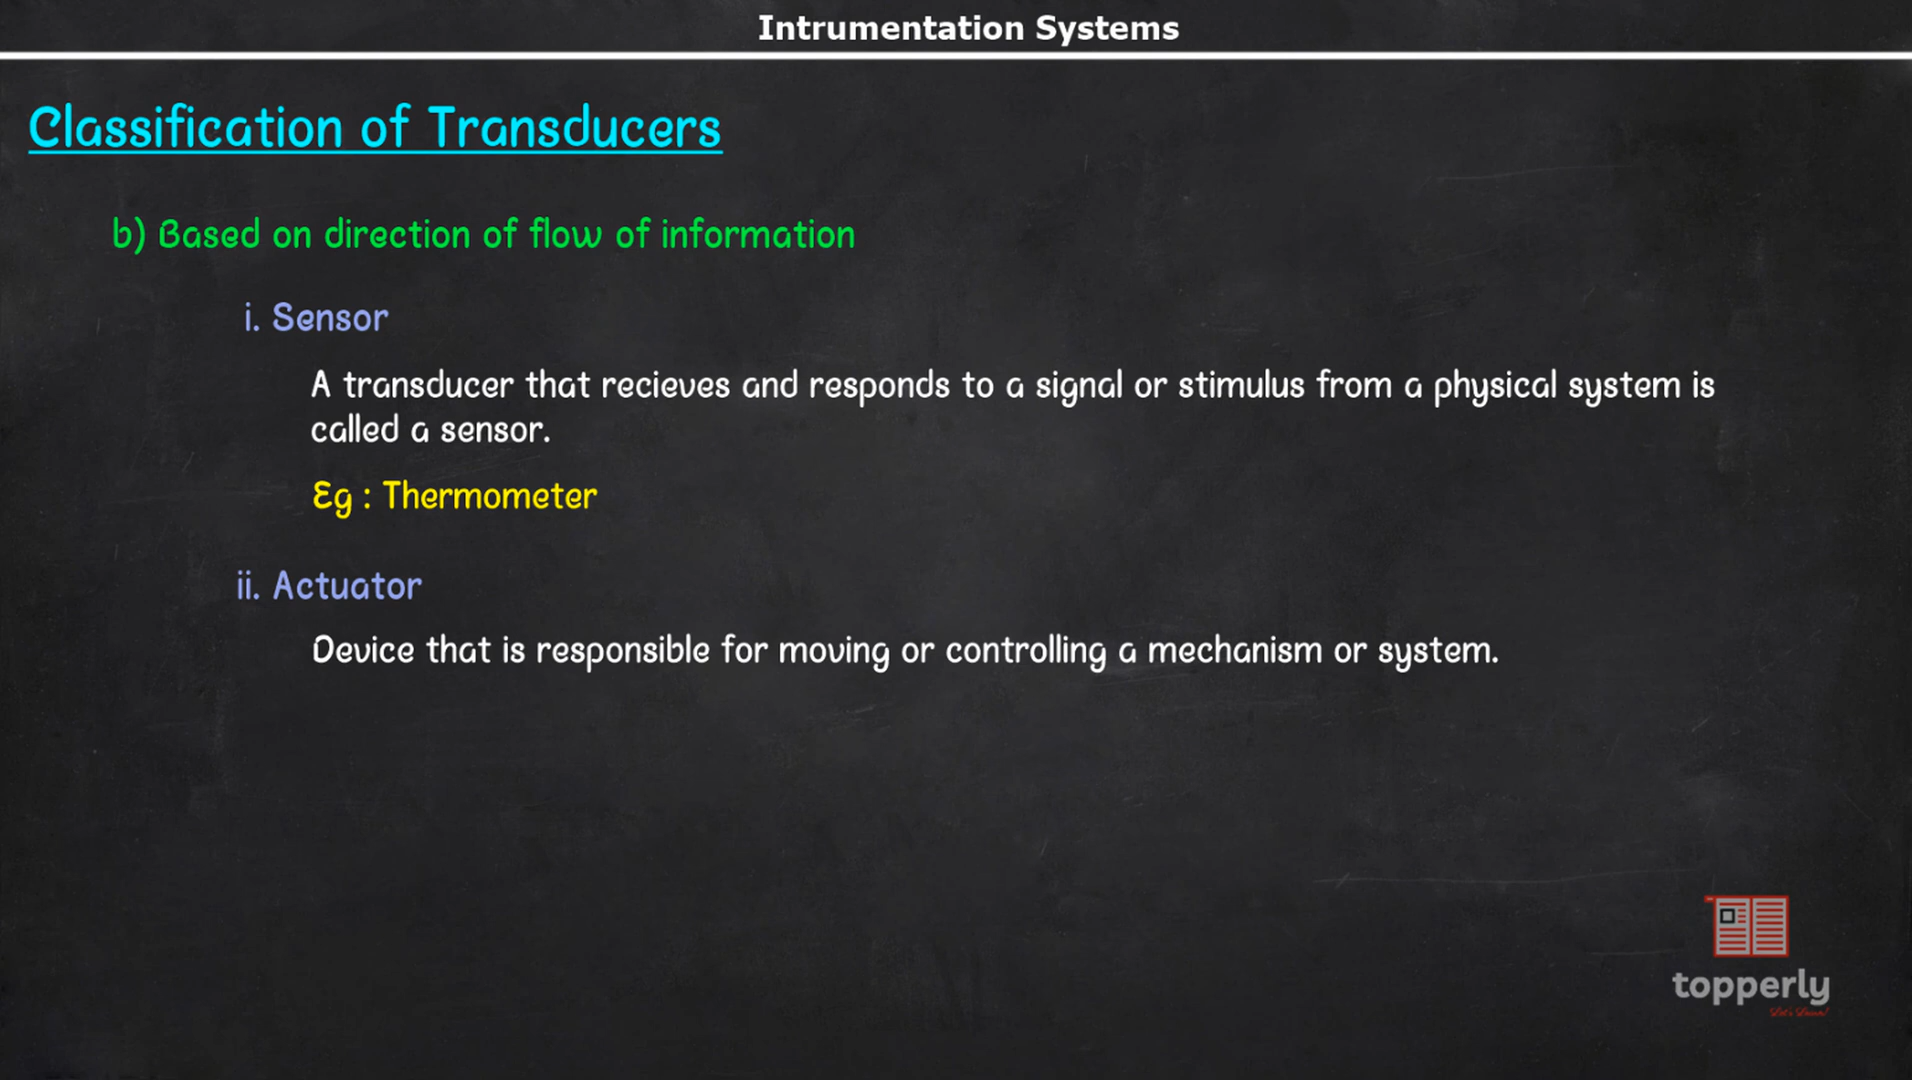 Intrumentation Systems
Classification of Transducers
b) Based on direction of flow of information
i. Sensor
A transducer that recieves and responds to a signal or stimulus from a physical system is
called a sensor.
Eg : Thermometer
ii. Actuator
Device that is responsible for moving or controlling a mechanism or system.
topperly
Let's Learn!